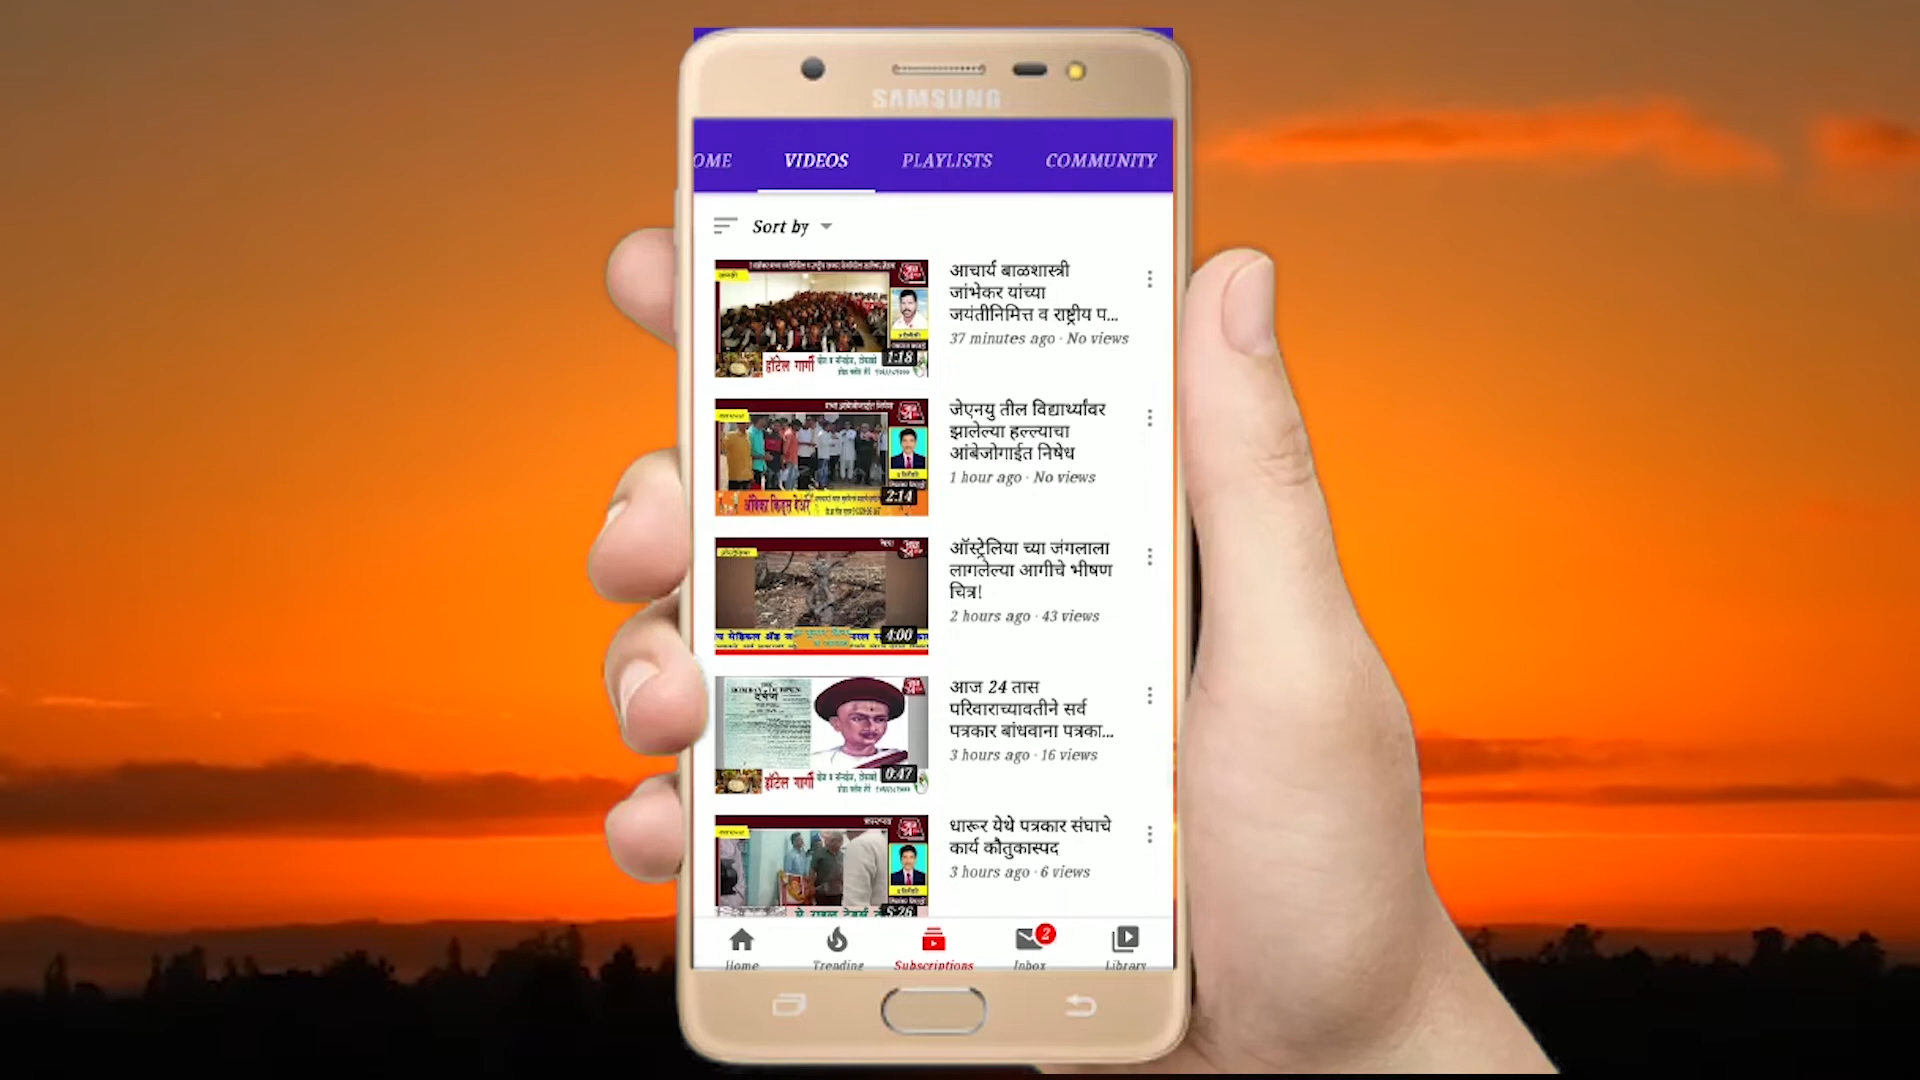 SAMSUNG
OME VIDEOS PLAYLISTS COMMUNITY
Sort by
आचार्य बाळशास्त्री
जांभेकर यांच्या
जयंतीनिमित्त व राष्ट्रीय प...
37 minutes ago · No views
हॉटेल गार्गी
1:18
जेएनयु तील विद्यार्थ्यांवर
झालेल्या हल्ल्याचा
आंबेजोगाईत निषेध
1 hour ago · No views
अंबिका किड्स वेअर
2:14
ऑस्ट्रेलिया च्या जंगलाला
लागलेल्या आगीचे भीषण
चित्र!
2 hours ago · 43 views
4:00
आज 24 तास
परिवाराच्यावतीने सर्व
पत्रकार बांधवाना पत्रका...
3 hours ago · 16 views
हॉटेल गार्गी
0:47
धारूर येथे पत्रकार संघाचे
कार्य कौतुकास्पद
3 hours ago · 6 views
5:26
2
Home Trending Subscriptions Inbox Library